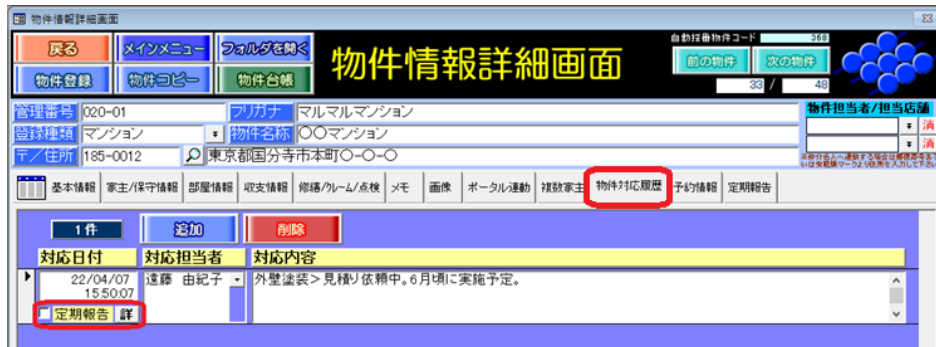 物件情報詳細画面
戻る メインメニュー フォルダを開く
物件登録 物件コピー 物件台帳
物件情報詳細画面
自動採番物件コード 368
前の物件 次の物件
33 / 48
管理番号 020-01 フリガナ マルマルマンション
登録種類 マンション 物件名称 〇〇マンション
〒/住所 185-0012 東京都国分寺市本町〇-〇-〇
物件担当者/担当店舗
消
消
基本情報 家主/保守情報 部屋情報 収支情報 修繕/クレーム/点検 メモ 画像 ポータル連動 複数家主 物件対応履歴 予約情報 定期報告
1 件 追加 削除
対応日付 対応担当者 対応内容
22/04/07 遠藤 由紀子 外壁塗装>見積り依頼中。6月頃に実施予定。
15:50:07
定期報告 詳